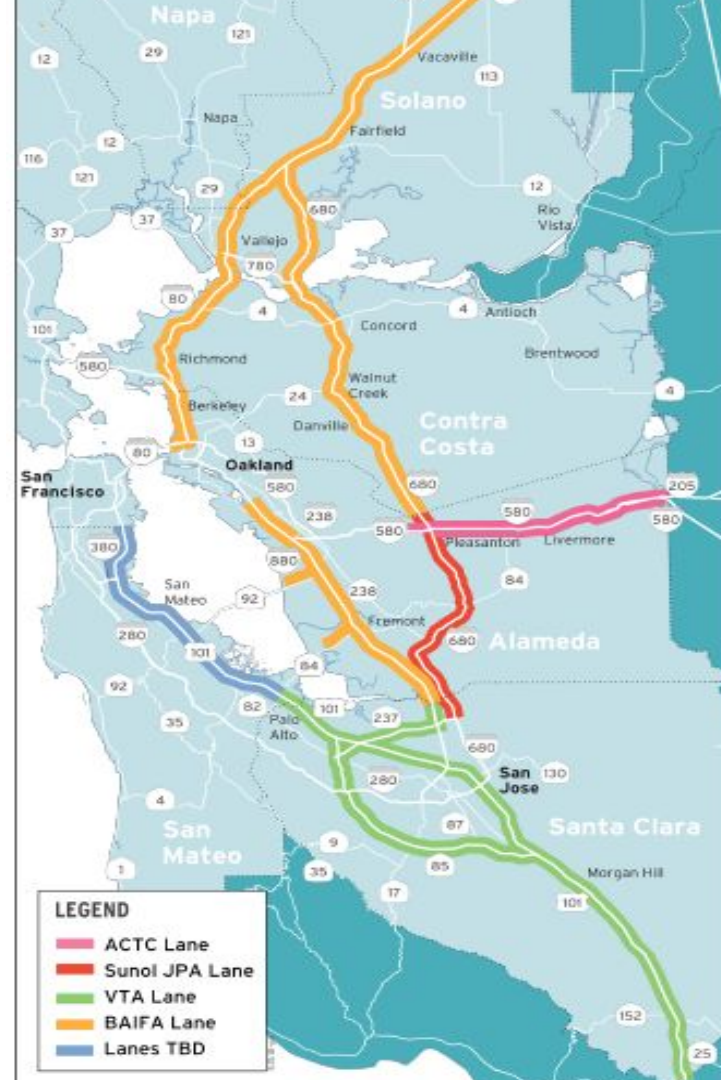 Napa
121
12
29
Vacaville
113
Solano
Napa
Fairfield
12
116
121
29
12
680
Rio
Vista
37
37
Vallejo
780
80
4
4
Antioch
101
Concord
Richmond
Brentwood
580
Walnut
Creek
24
4
Berkeley
Danville
Contra
Costa
13
80
Oakland
San
Francisco
580
680
205
238
580
580
580
380
Pleasanton
Livermore
880
84
San
Mateo
92
238
Fremont
280
680
Alameda
101
84
92
82
101
237
35
Palo
Alto
680
San
Jose
130
280
4
87
Santa Clara
San
Mateo
9
85
1
35
17
Morgan Hill
101
LEGEND
ACTC Lane
Sunol JPA Lane
VTA Lane
BAIFA Lane
Lanes TBD
152
25